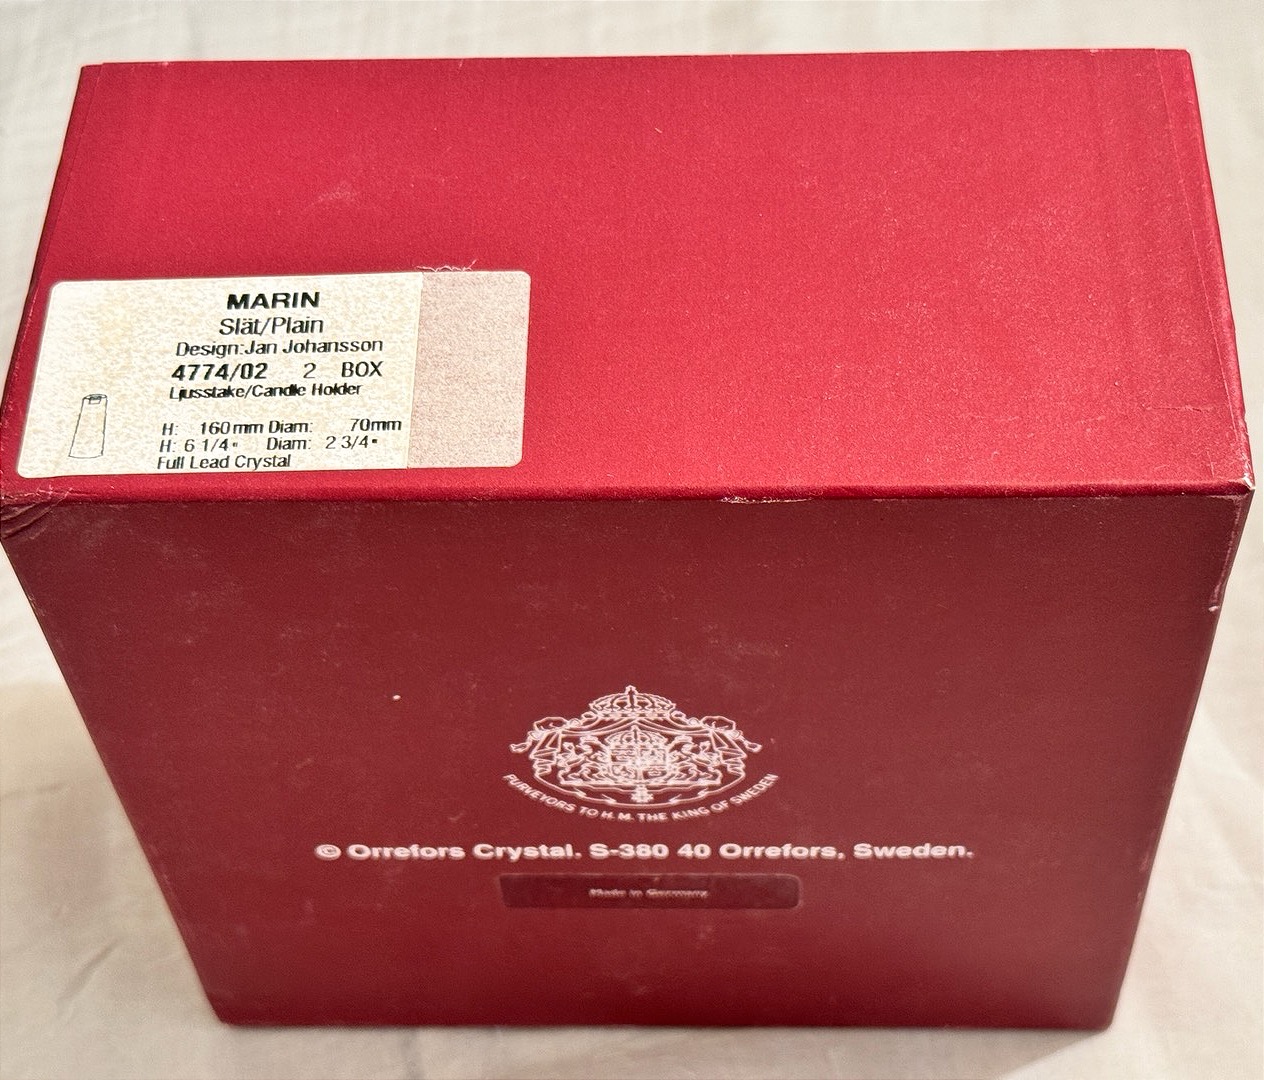 MARIN
Slät/Plain
Design:Jan Johansson
4774/02 2 BOX
Ljusstake/Candle Holder
H: 160mm Diam: 70mm
H: 6 1/4" Diam: 2 3/4"
Full Lead Crystal
PURVEYORS TO H. M. THE KING OF SWEDEN
© Orrefors Crystal. S-380 40 Orrefors, Sweden.
Made in Germany